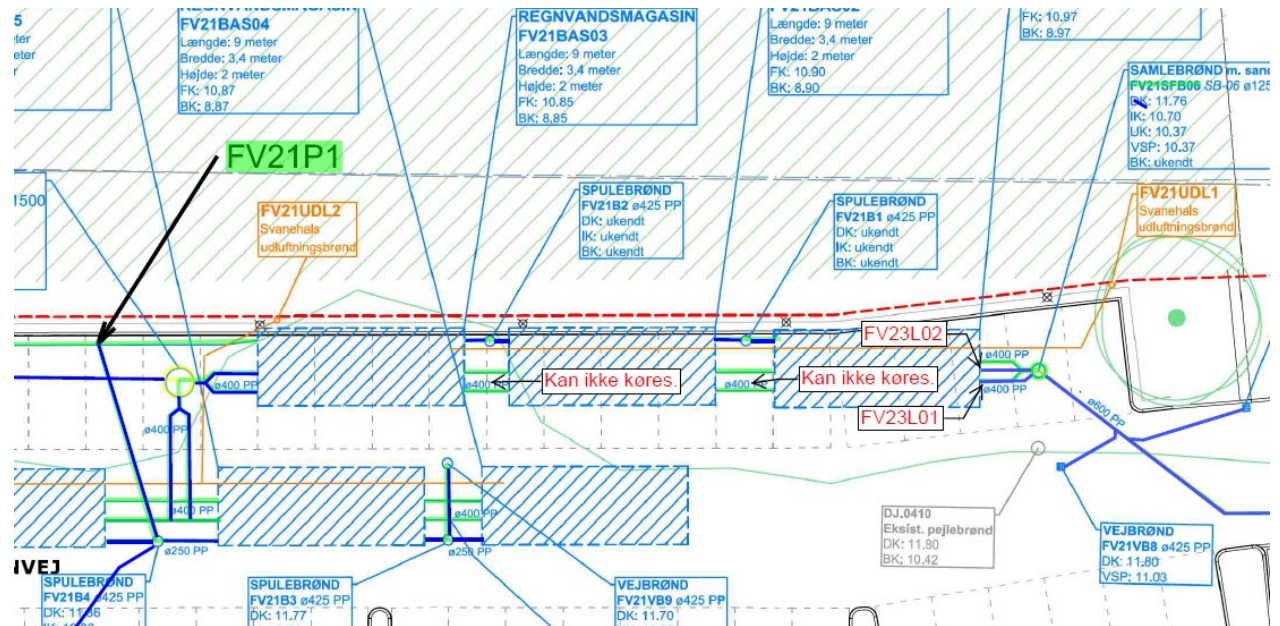 REGNVANDSMAGASIN
FV21BAS04
Længde: 9 meter
Bredde: 3,4 meter
Højde: 2 meter
FK: 10.87
BK: 8.87
REGNVANDSMAGASIN
FV21BAS03
Længde: 9 meter
Bredde: 3,4 meter
Højde: 2 meter
FK: 10.85
BK: 8.85
FV21BAS02
Længde: 9 meter
Bredde: 3,4 meter
Højde: 2 meter
FK: 10.90
BK: 8.90
FK: 10.97
BK: 8.97
SAMLEBRØND m. sand
FV21SFB06 SB-06 ø125
DK: 11.76
IK: 10.70
UK: 10.37
VSP: 10.37
BK: ukendt
5
eter
eter
r
1500
FV21P1
FV21UDL2
Svanehals
udluftningsbrønd
SPULEBRØND
FV21B2 ø425 PP
DK: ukendt
IK: ukendt
BK: ukendt
SPULEBRØND
FV21B1 ø425 PP
DK: ukendt
IK: ukendt
BK: ukendt
FV21UDL1
Svanehals
udluftningsbrønd
FV23L02
ø400 PP
ø400 PP
ø400
Kan ikke køres.
ø400
Kan ikke køres.
ø400 PP
FV23L01
ø600 PP
ø400 PP
ø400 PP
ø400 PP
ø250 PP
ø250 PP
DJ.0410
Eksist. pejlebrønd
DK: 11.80
BK: 10.42
VEJBRØND
FV21VB8 ø425 PP
DK: 11.80
VSP: 11.03
NVEJ
SPULEBRØND
FV21B4 ø425 PP
SPULEBRØND
FV21B3 ø425 PP
DK: 11.77
VEJBRØND
FV21VB9 ø425 PP
DK: 11.70